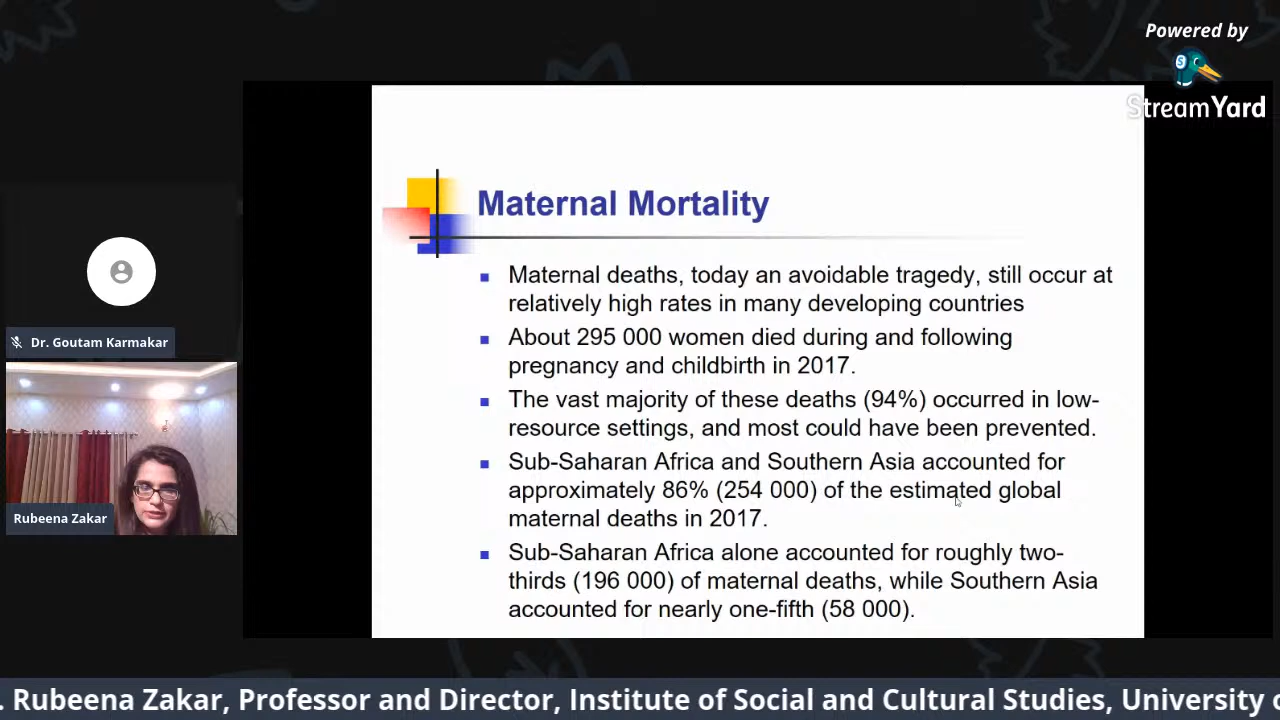 Powered by
StreamYard
Maternal Mortality
Maternal deaths, today an avoidable tragedy, still occur at
relatively high rates in many developing countries
About 295 000 women died during and following
pregnancy and childbirth in 2017.
The vast majority of these deaths (94%) occurred in low-
resource settings, and most could have been prevented.
Sub-Saharan Africa and Southern Asia accounted for
approximately 86% (254 000) of the estimated global
maternal deaths in 2017.
Sub-Saharan Africa alone accounted for roughly two-
thirds (196 000) of maternal deaths, while Southern Asia
accounted for nearly one-fifth (58 000).
Dr. Goutam Karmakar
Rubeena Zakar
. Rubeena Zakar, Professor and Director, Institute of Social and Cultural Studies, University